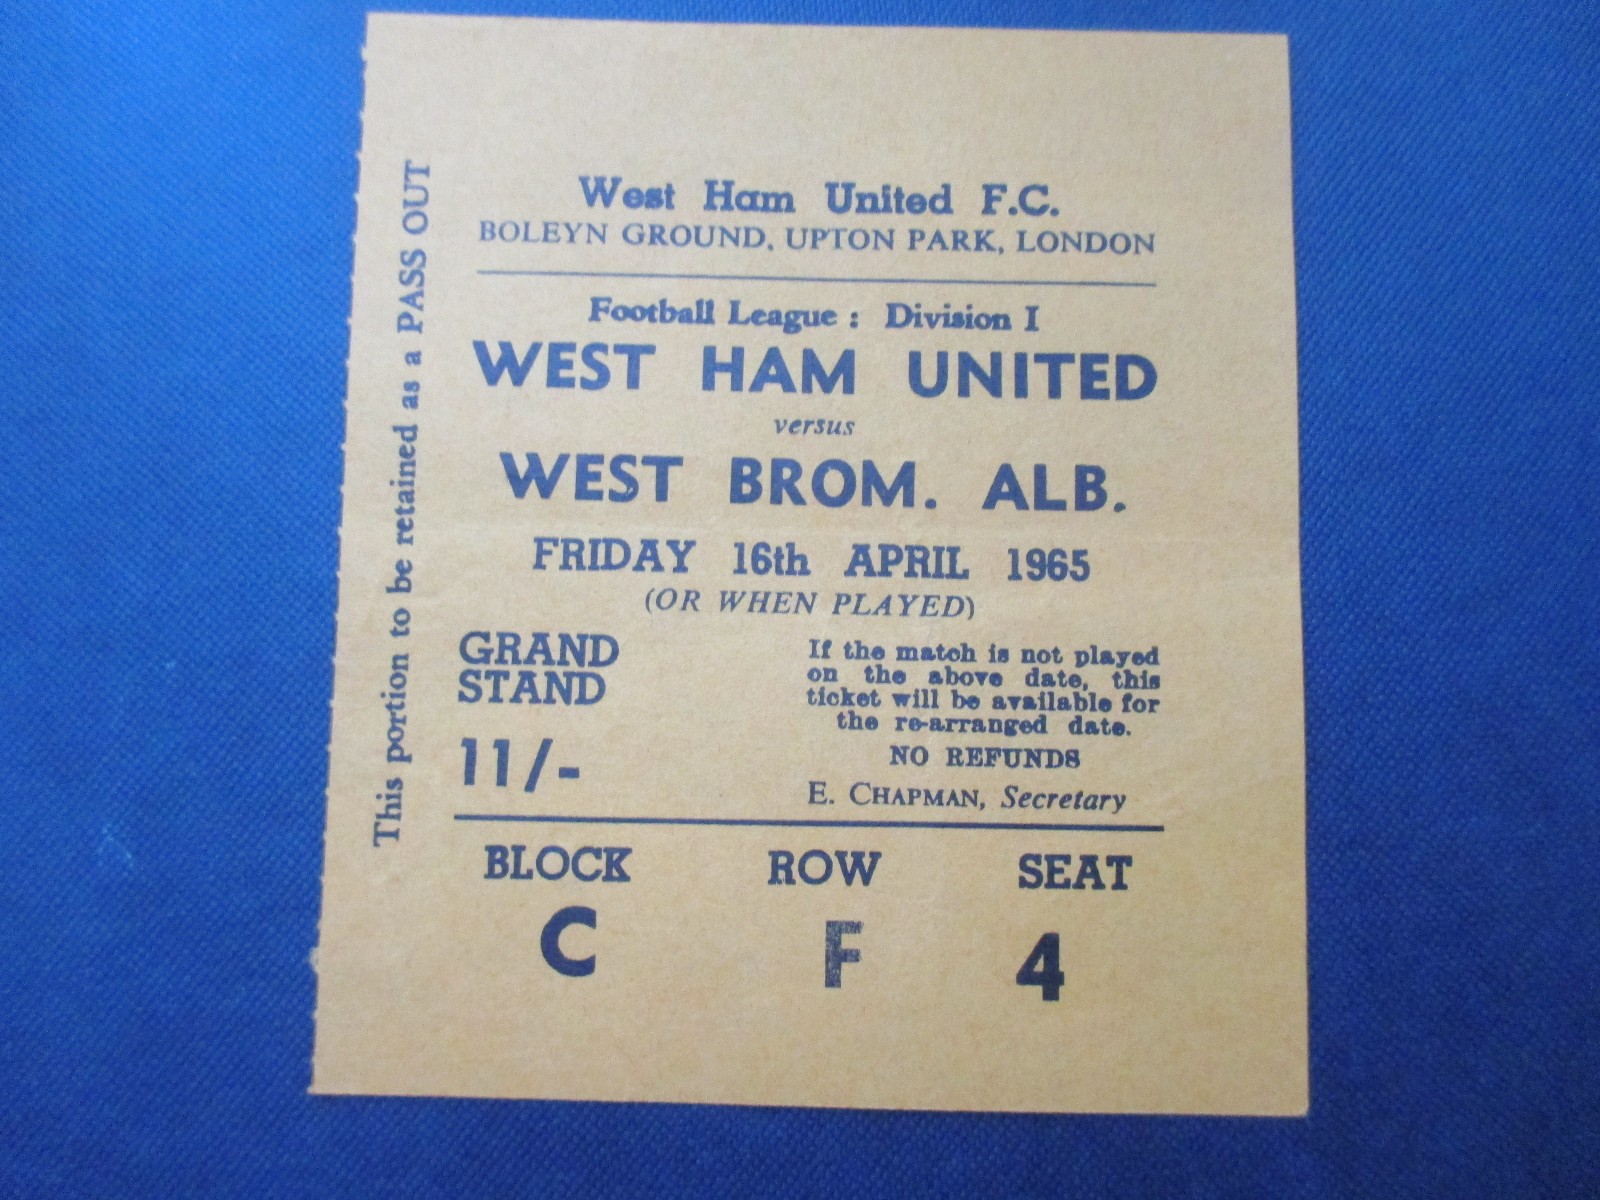 This portion to be retained as a PASS OUT
West Ham United F.C.
BOLEYN GROUND, UPTON PARK, LONDON
Football League : Division I
WEST HAM UNITED
versus
WEST BROM. ALB.
FRIDAY 16th APRIL 1965
(OR WHEN PLAYED)
GRAND
STAND
11/-
If the match is not played
on the above date, this
ticket will be available for
the re-arranged date.
NO REFUNDS
E. CHAPMAN, Secretary
BLOCK ROW SEAT
C F 4